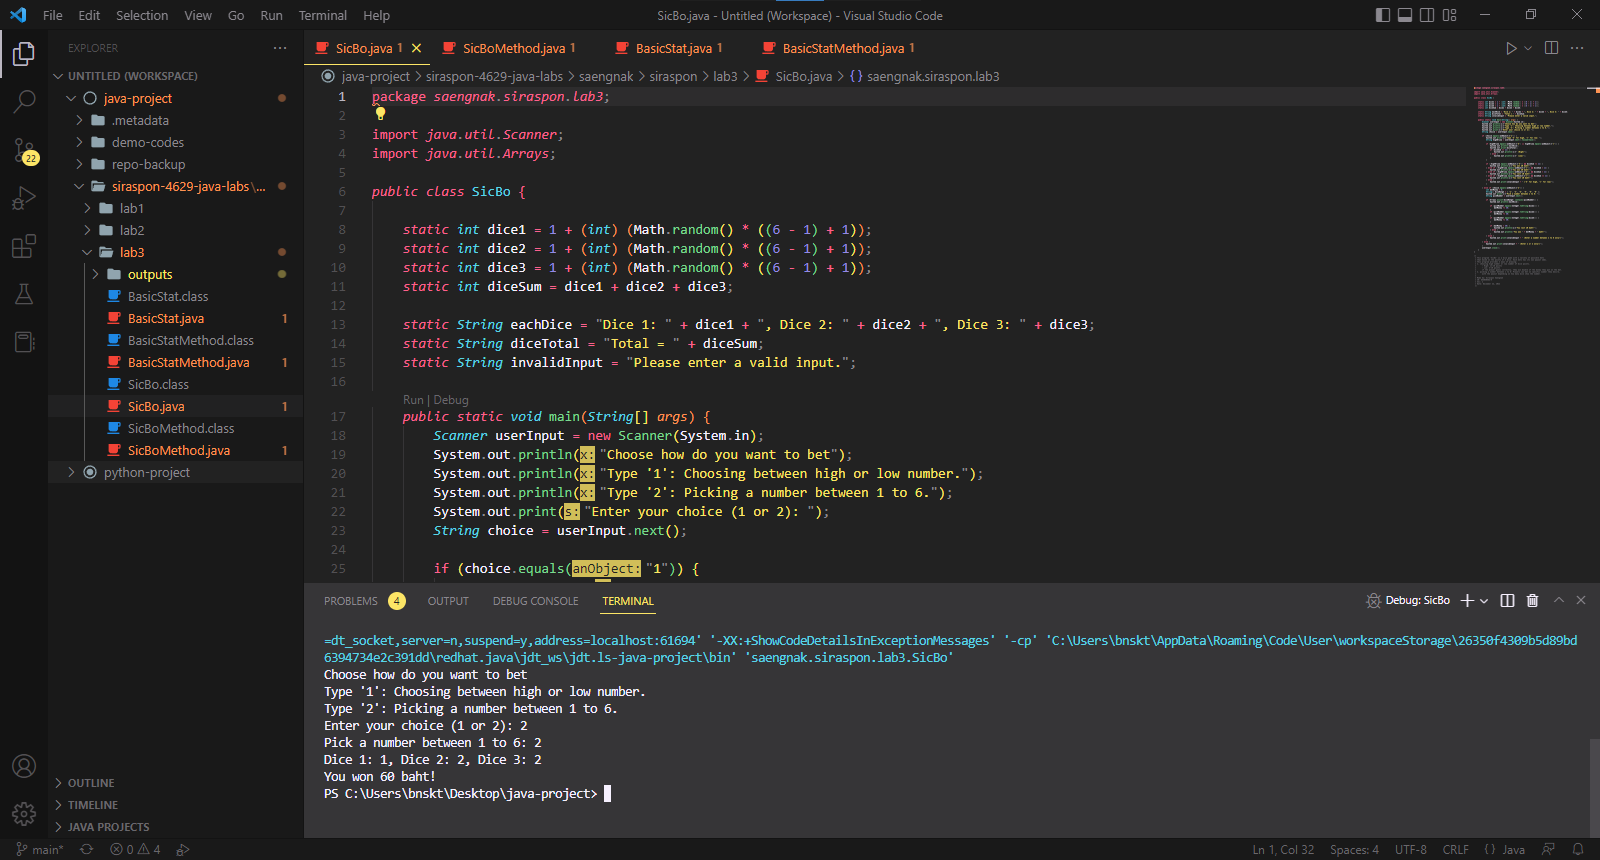 File Edit Selection View Go Run Terminal Help
SicBo.java - Untitled (Workspace) - Visual Studio Code
EXPLORER
UNTITLED (WORKSPACE)
java-project
.metadata
demo-codes
repo-backup
siraspon-4629-java-labs\...
lab1
lab2
lab3
outputs
BasicStat.class
BasicStat.java 1
BasicStatMethod.class
BasicStatMethod.java 1
SicBo.class
SicBo.java 1
SicBoMethod.class
SicBoMethod.java 1
python-project
OUTLINE
TIMELINE
JAVA PROJECTS
22
SicBo.java 1 SicBoMethod.java 1 BasicStat.java 1 BasicStatMethod.java 1
java-project > siraspon-4629-java-labs > saengnak > siraspon > lab3 > SicBo.java > {} saengnak.siraspon.lab3
1 package saengnak.siraspon.lab3;
2
3 import java.util.Scanner;
4 import java.util.Arrays;
5
6 public class SicBo {
7
8 static int dice1 = 1 + (int) (Math.random() * ((6 - 1) + 1));
9 static int dice2 = 1 + (int) (Math.random() * ((6 - 1) + 1));
10 static int dice3 = 1 + (int) (Math.random() * ((6 - 1) + 1));
11 static int diceSum = dice1 + dice2 + dice3;
12
13 static String eachDice = "Dice 1: " + dice1 + ", Dice 2: " + dice2 + ", Dice 3: " + dice3;
14 static String diceTotal = "Total = " + diceSum;
15 static String invalidInput = "Please enter a valid input.";
16
Run | Debug
17 public static void main(String[] args) {
18 Scanner userInput = new Scanner(System.in);
19 System.out.println(x: "Choose how do you want to bet");
20 System.out.println(x: "Type '1': Choosing between high or low number.");
21 System.out.println(x: "Type '2': Picking a number between 1 to 6.");
22 System.out.print(s: "Enter your choice (1 or 2): ");
23 String choice = userInput.next();
24
25 if (choice.equals(anObject: "1")) {
PROBLEMS 4 OUTPUT DEBUG CONSOLE TERMINAL
Debug: SicBo
=dt_socket,server=n,suspend=y,address=localhost:61694' '-XX:+ShowCodeDetailsInExceptionMessages' '-cp' 'C:\Users\bnskt\AppData\Roaming\Code\User\workspaceStorage\26350f4309b5d89bd
6394734e2c391dd\redhat.java\jdt_ws\jdt.ls-java-project\bin' 'saengnak.siraspon.lab3.SicBo'
Choose how do you want to bet
Type '1': Choosing between high or low number.
Type '2': Picking a number between 1 to 6.
Enter your choice (1 or 2): 2
Pick a number between 1 to 6: 2
Dice 1: 1, Dice 2: 2, Dice 3: 2
You won 60 baht!
PS C:\Users\bnskt\Desktop\java-project>
main* 0 4
Ln 1, Col 32 Spaces: 4 UTF-8 CRLF {} Java